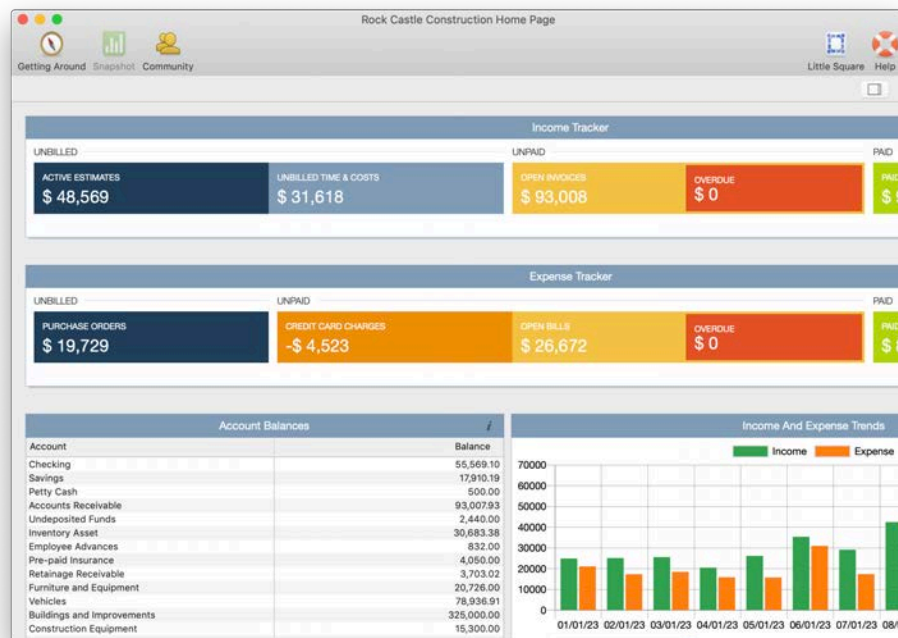 Rock Castle Construction Home Page
Getting Around Snapshot Community Little Square Help
Income Tracker
UNBILLED UNPAID PAID
ACTIVE ESTIMATES UNBILLED TIME & COSTS OPEN INVOICES OVERDUE
$ 48,569 $ 31,618 $ 93,008 $ 0
Expense Tracker
UNBILLED UNPAID PAID
PURCHASE ORDERS CREDIT CARD CHARGES OPEN BILLS OVERDUE
$ 19,729 -$ 4,523 $ 26,672 $ 0
Account Balances i Income And Expense Trends
Account Balance
Income Expense
Checking 55,569.10
Savings 17,910.19
Petty Cash 500.00
Accounts Receivable 93,007.93
Undeposited Funds 2,440.00
Inventory Asset 30,683.38
Employee Advances 832.00
Pre-paid Insurance 4,050.00
Retainage Receivable 3,703.02
Furniture and Equipment 20,726.00
Vehicles 78,936.91
Buildings and Improvements 325,000.00
Construction Equipment 15,300.00
70000
60000
50000
40000
30000
20000
10000
0
01/01/23 02/01/23 03/01/23 04/01/23 05/01/23 06/01/23 07/01/23